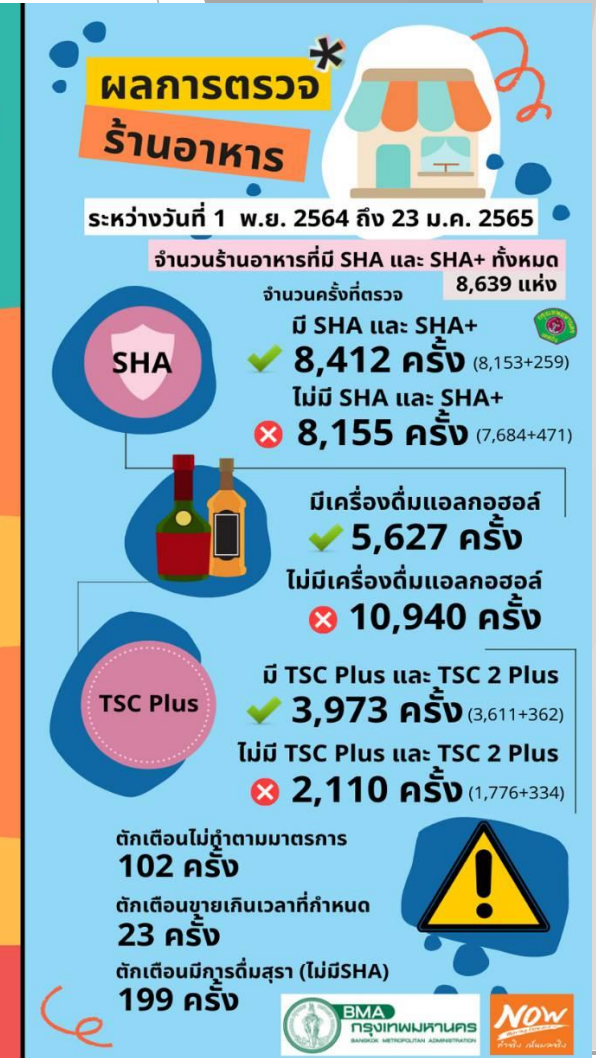 ผลการตรวจ*
ร้านอาหาร
ระหว่างวันที่ 1 พ.ย. 2564 ถึง 23 ม.ค. 2565
จำนวนร้านอาหารที่มี SHA และ SHA+ ทั้งหมด
8,639 แห่ง
จำนวนครั้งที่ตรวจ
SHA
มี SHA และ SHA+
8,412 ครั้ง (8,153+259)
ไม่มี SHA และ SHA+
8,155 ครั้ง (7,684+471)
มีเครื่องดื่มแอลกอฮอล์
5,627 ครั้ง
ไม่มีเครื่องดื่มแอลกอฮอล์
10,940 ครั้ง
TSC Plus
มี TSC Plus และ TSC 2 Plus
3,973 ครั้ง (3,611+362)
ไม่มี TSC Plus และ TSC 2 Plus
2,110 ครั้ง (1,776+334)
ตักเตือนไม่ทำตามมาตรการ
102 ครั้ง
ตักเตือนขายเกินเวลาที่กำหนด
23 ครั้ง
ตักเตือนมีการดื่มสุรา (ไม่มีSHA)
199 ครั้ง
BMA
กรุงเทพมหานคร
BANGKOK METROPOLITAN ADMINISTRATION
NOW